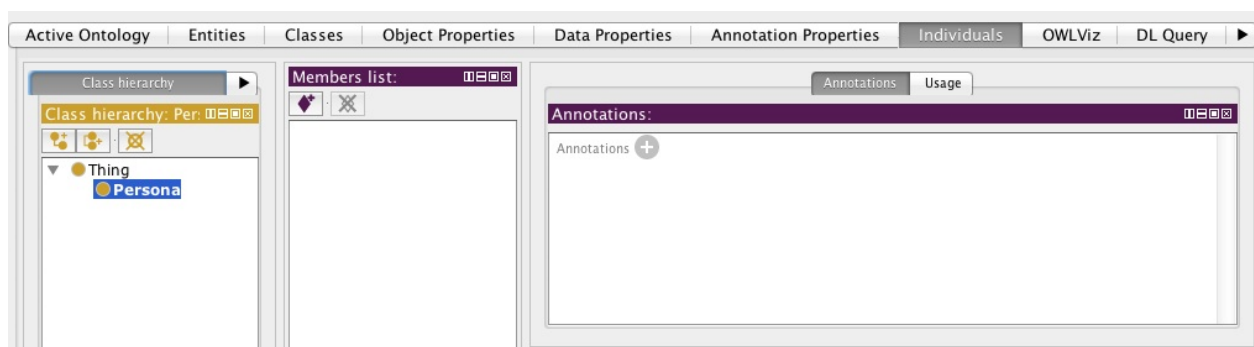 Active Ontology Entities Classes Object Properties Data Properties Annotation Properties Individuals OWLViz DL Query
Class hierarchy
Class hierarchy: Per
Thing
Persona
Members list:
Annotations Usage
Annotations:
Annotations